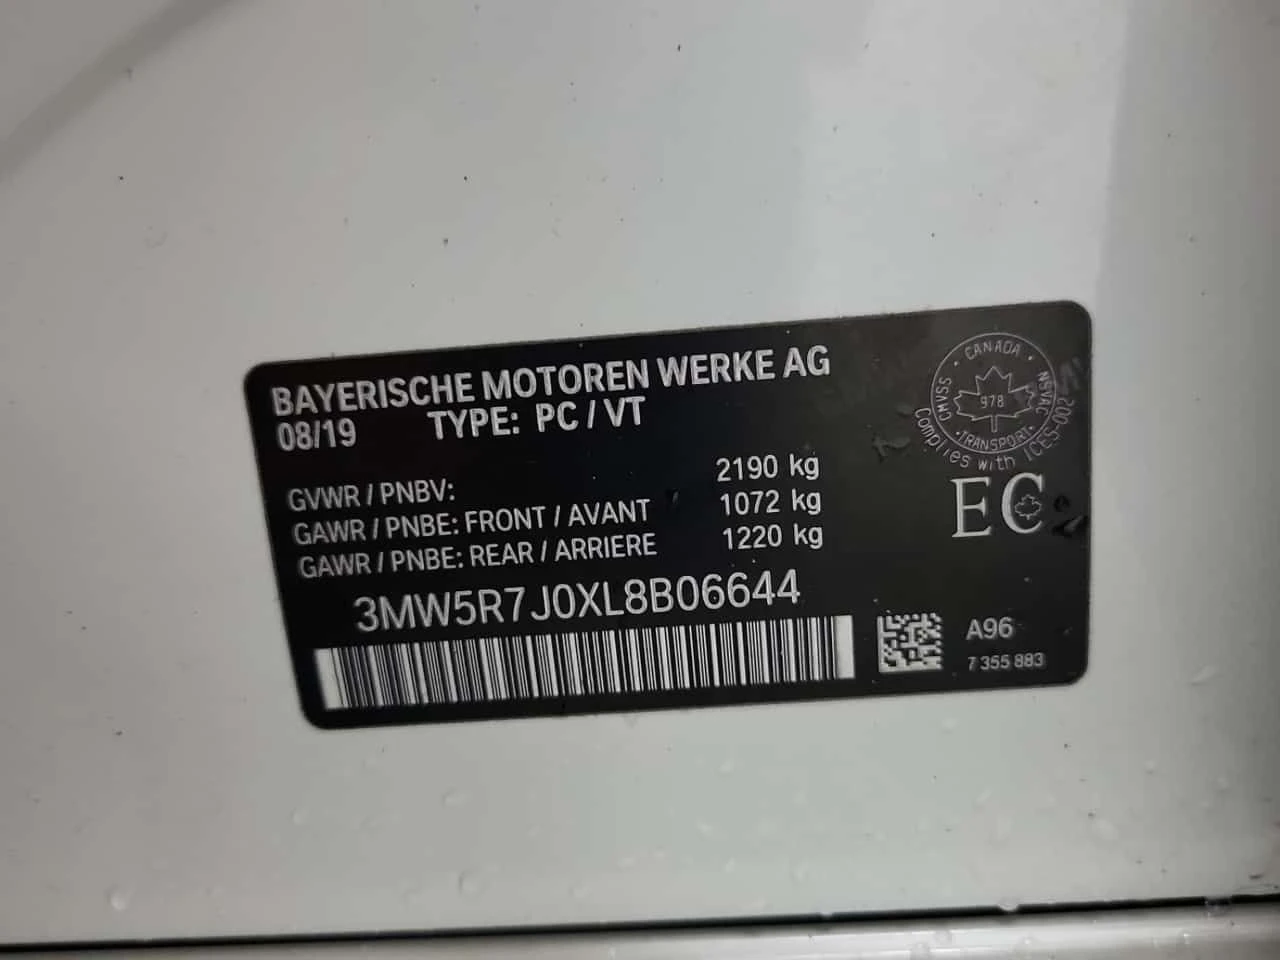 BAYERISCHE MOTOREN WERKE AG
08/19 TYPE: PC / VT
GVWR / PNBV: 2190 kg
GAWR / PNBE: FRONT / AVANT 1072 kg
GAWR / PNBE: REAR / ARRIERE 1220 kg
3MW5R7J0XL8B06644
CANADA
CMVSS
978
NSVAC
TRANSPORT
Complies with ICES-002
EC
A96
7 355 883